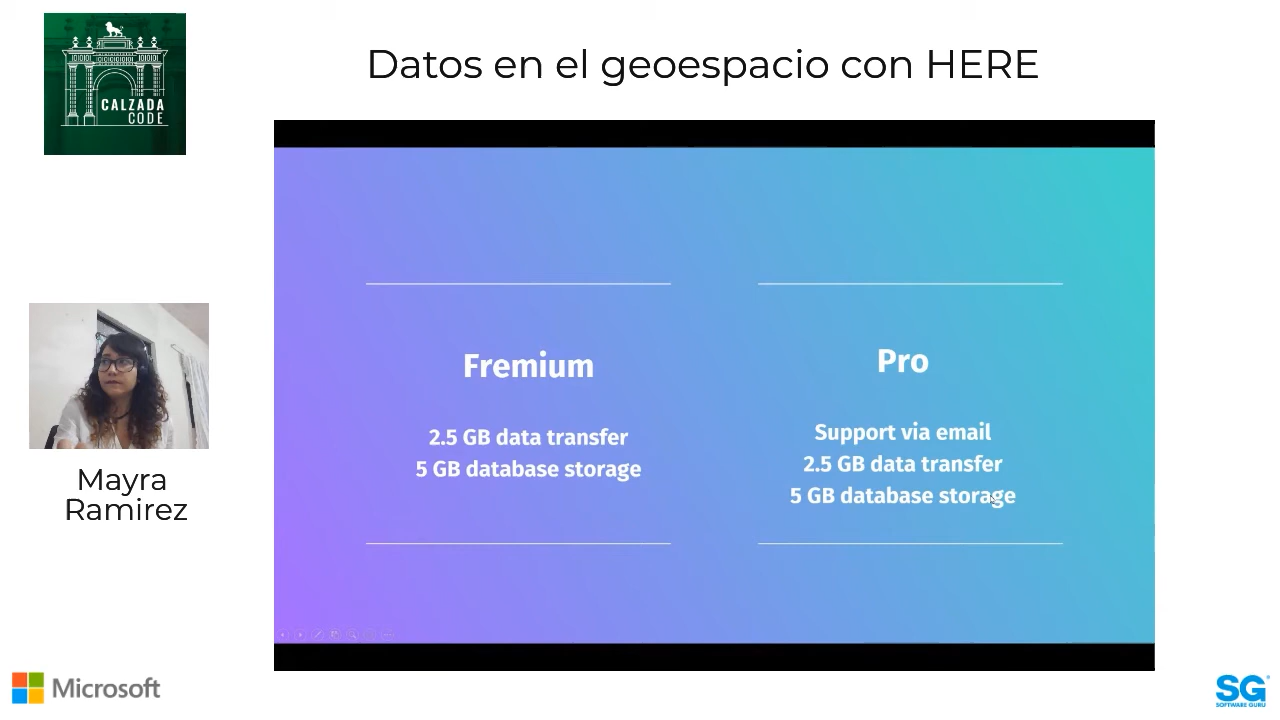 CALZADA
CODE
Datos en el geoespacio con HERE
Fremium
2.5 GB data transfer
5 GB database storage
Pro
Support via email
2.5 GB data transfer
5 GB database storage
Mayra
Ramirez
Microsoft
SG
SOFTWARE GURU